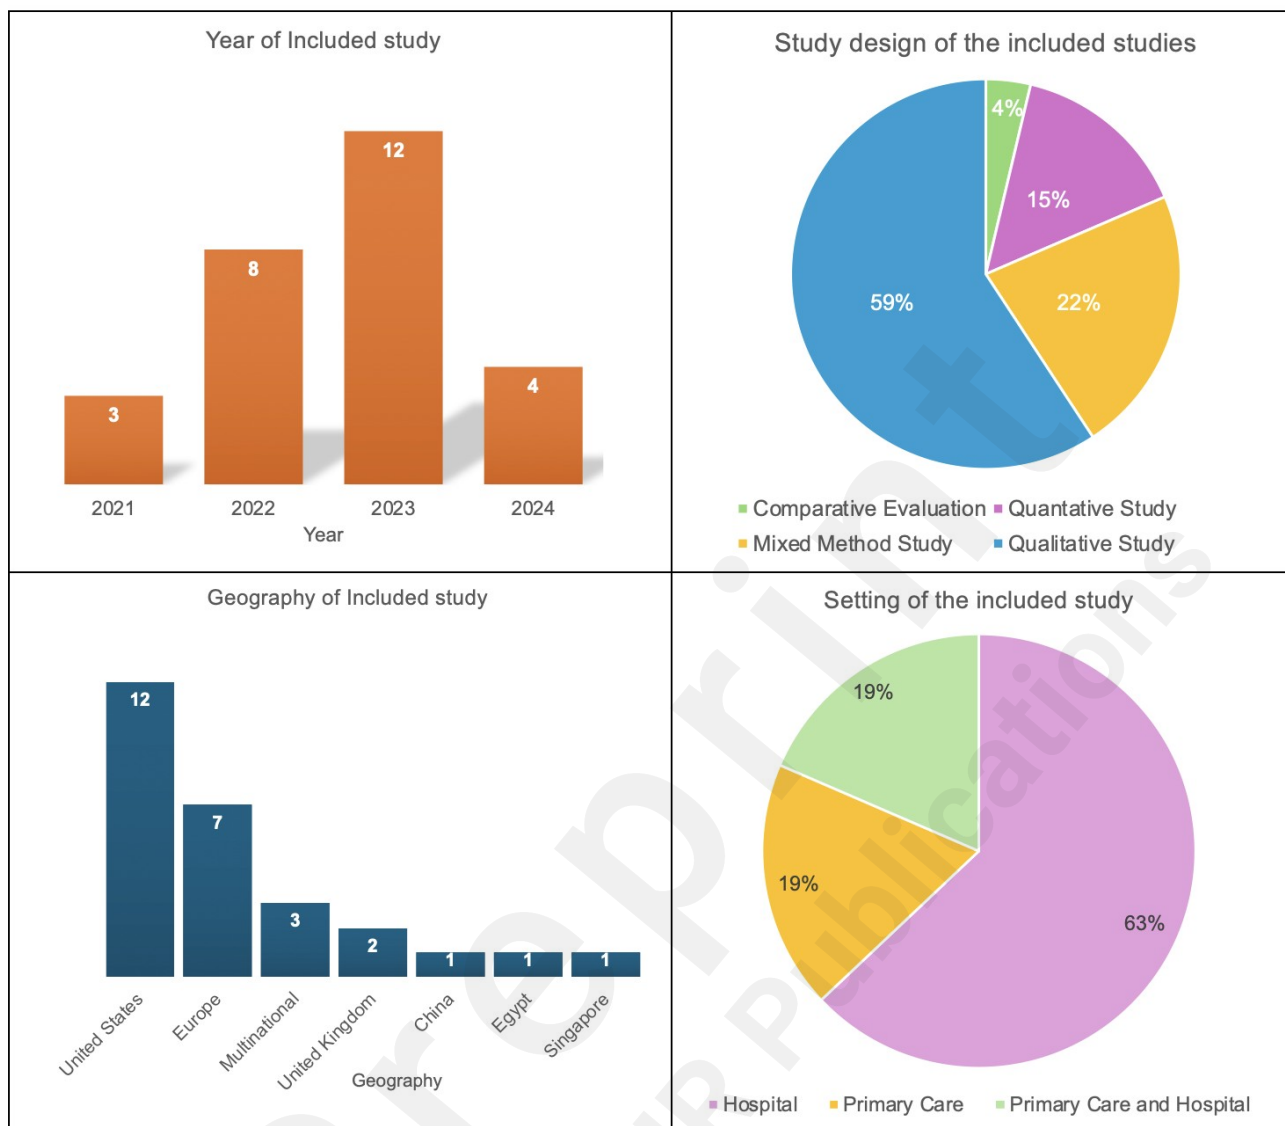 Year of Included study
3
8
12
4
2021 2022 2023 2024
Year
Study design of the included studies
4%
15%
22%
59%
Comparative Evaluation Quantative Study
Mixed Method Study Qualitative Study
Geography of Included study
12
7
3
2
1
1
1
United States
Europe
Multinational
United Kingdom
China
Egypt
Singapore
Geography
Setting of the included study
19%
19%
63%
Hospital Primary Care Primary Care and Hospital
Preprint
Publications